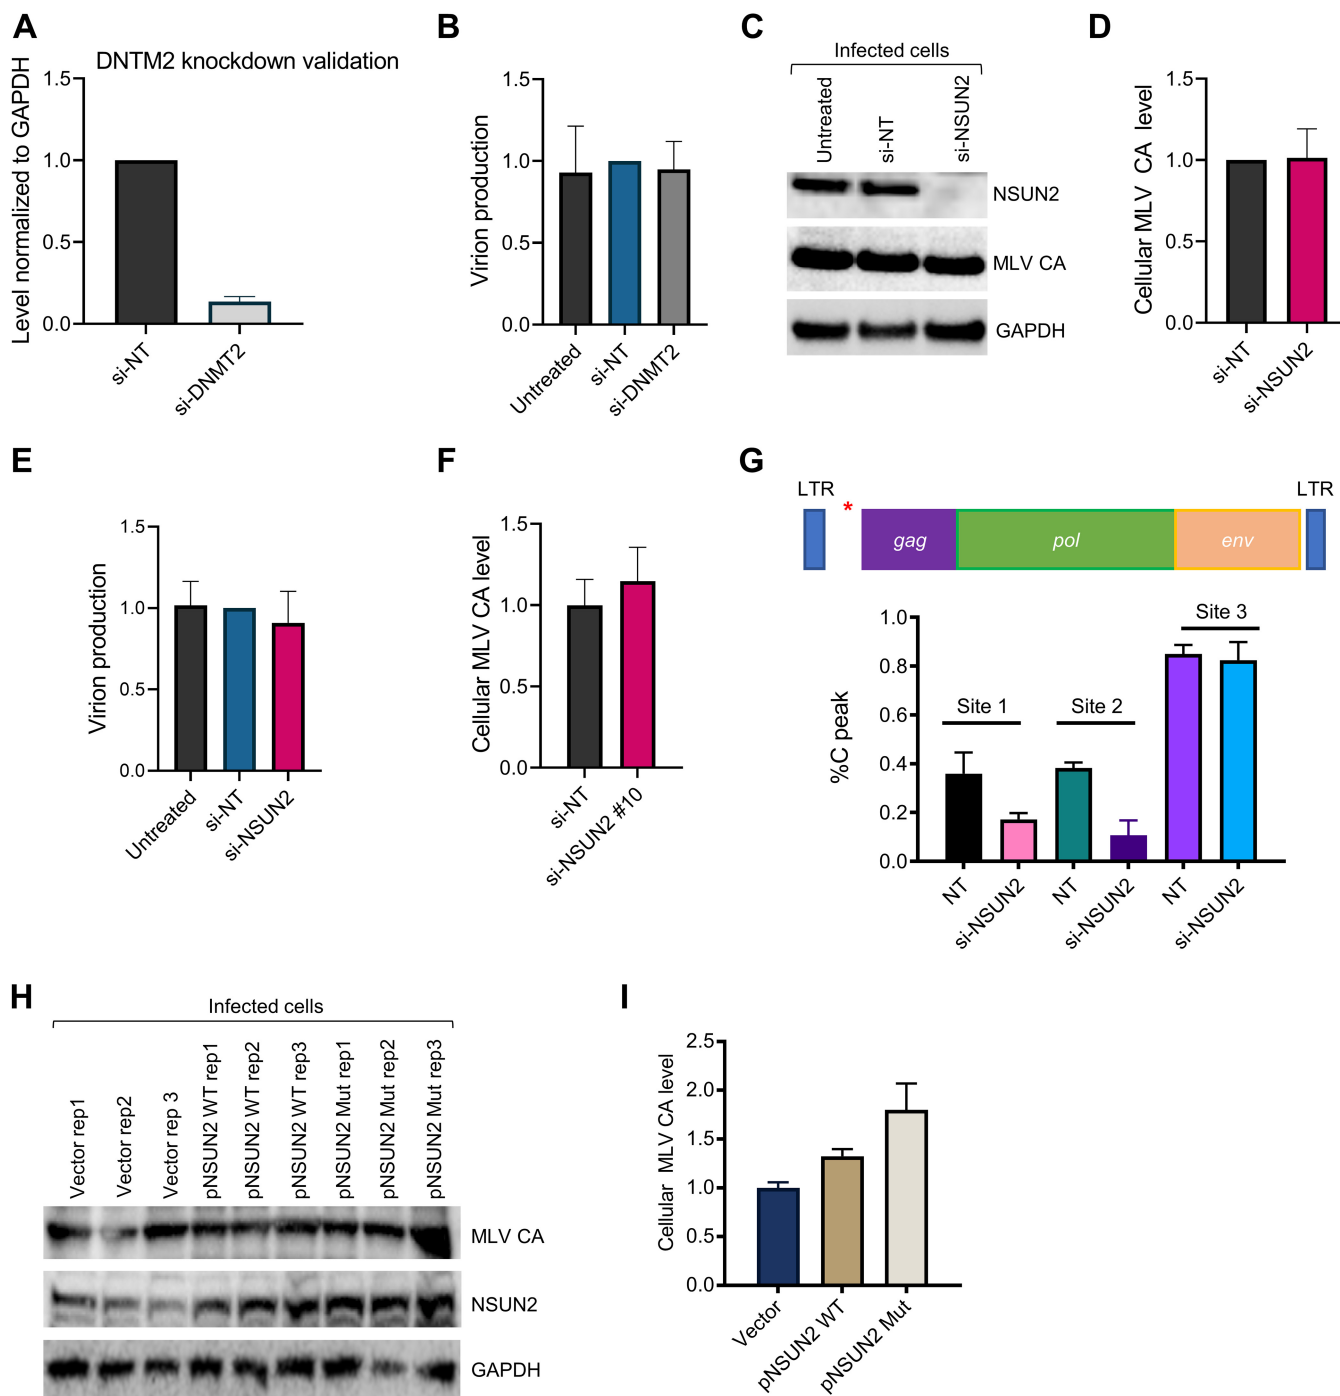 A
DNTM2 knockdown validation
Level normalized to GAPDH
1.5
1.0
0.5
0.0
si-NT
si-DNMT2
B
Virion production
1.5
1.0
0.5
0.0
Untreated
si-NT
si-DNMT2
C
Infected cells
Untreated
si-NT
si-NSUN2
NSUN2
MLV CA
GAPDH
D
Cellular MLV CA level
1.5
1.0
0.5
0.0
si-NT
si-NSUN2
E
Virion production
1.5
1.0
0.5
0.0
Untreated
si-NT
si-NSUN2
F
Cellular MLV CA level
1.5
1.0
0.5
0.0
si-NT
si-NSUN2 #10
G
LTR
*
gag
pol
env
LTR
%C peak
1.0
0.8
0.6
0.4
0.2
0.0
Site 1
Site 2
Site 3
NT
si-NSUN2
NT
si-NSUN2
NT
si-NSUN2
H
Infected cells
Vector rep1
Vector rep2
Vector rep 3
pNSUN2 WT rep1
pNSUN2 WT rep2
pNSUN2 WT rep3
pNSUN2 Mut rep1
pNSUN2 Mut rep2
pNSUN2 Mut rep3
MLV CA
NSUN2
GAPDH
I
Cellular MLV CA level
2.5
2.0
1.5
1.0
0.5
0.0
Vector
pNSUN2 WT
pNSUN2 Mut